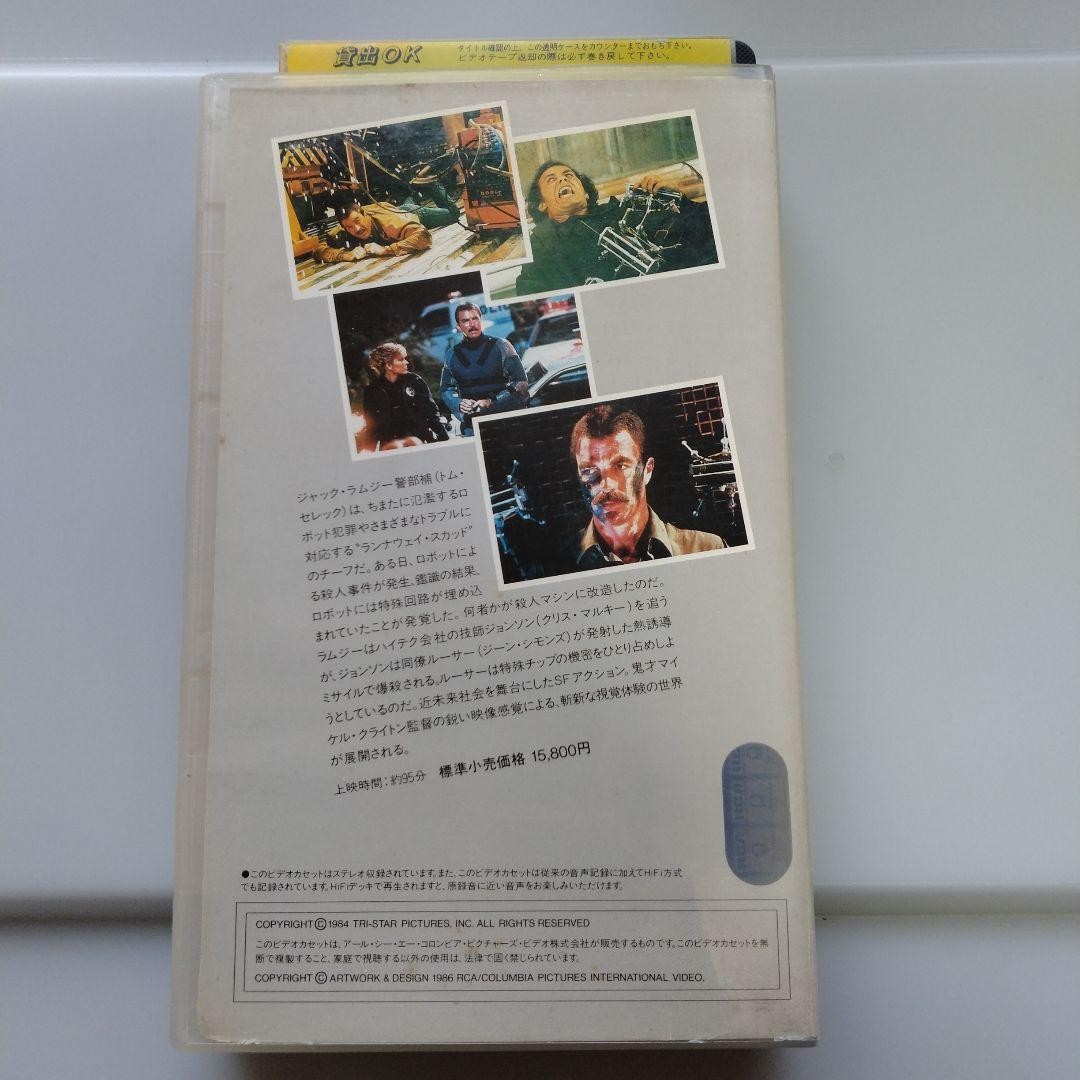 貸出OK
タイトル確認の上、この透明ケースをカウンターまでおもち下さい。
ビデオテープ返却の際は必ず巻き戻して下さい。
ジャック・ラムジー警部補(トム・
セレック)は、ちまたに氾濫するロ
ボット犯罪やさまざまなトラブルに
対応する"ランナウェイ・スカッド"
のチーフだ。ある日、ロボットによ
る殺人事件が発生、鑑識の結果、
ロボットには特殊回路が埋め込
まれていたことが発覚した。何者かが殺人マシンに改造したのだ。
ラムジーはハイテク会社の技師ジョンソン(クリス・マルキー)を追う
が、ジョンソンは同僚ルーサー(ジーン・シモンズ)が発射した熱誘導
ミサイルで爆殺される。ルーサーは特殊チップの機密をひとり占めしよ
うとしているのだ。近未来社会を舞台にしたSFアクション。鬼才マイ
ケル・クライトン監督の鋭い映像感覚による、斬新な視覚体験の世界
が展開される。
上映時間:約95分 標準小売価格 15,800円
●このビデオカセットはステレオ収録されています。また、このビデオカセットは従来の音声記録に加えてHiFi方式
でも記録されています。HiFiデッキで再生されますと、原録音に近い音声をお楽しみいただけます。
COPYRIGHT Ⓒ 1984 TRI-STAR PICTURES, INC. ALL RIGHTS RESERVED
このビデオカセットは、アール・シー・エー・コロンビア・ピクチャーズ・ビデオ株式会社が販売するものです。このビデオカセットを無
断で複製すること、家庭で視聴する以外の使用は、法律で固く禁じられています。
COPYRIGHT Ⓒ ARTWORK & DESIGN 1986 RCA/COLUMBIA PICTURES INTERNATIONAL VIDEO.